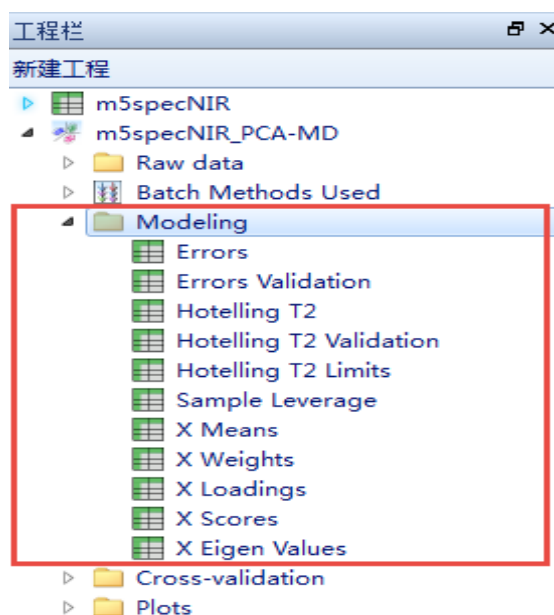 工程栏
新建工程
m5specNIR
m5specNIR_PCA-MD
Raw data
Batch Methods Used
Modeling
Errors
Errors Validation
Hotelling T2
Hotelling T2 Validation
Hotelling T2 Limits
Sample Leverage
X Means
X Weights
X Loadings
X Scores
X Eigen Values
Cross-validation
Plots